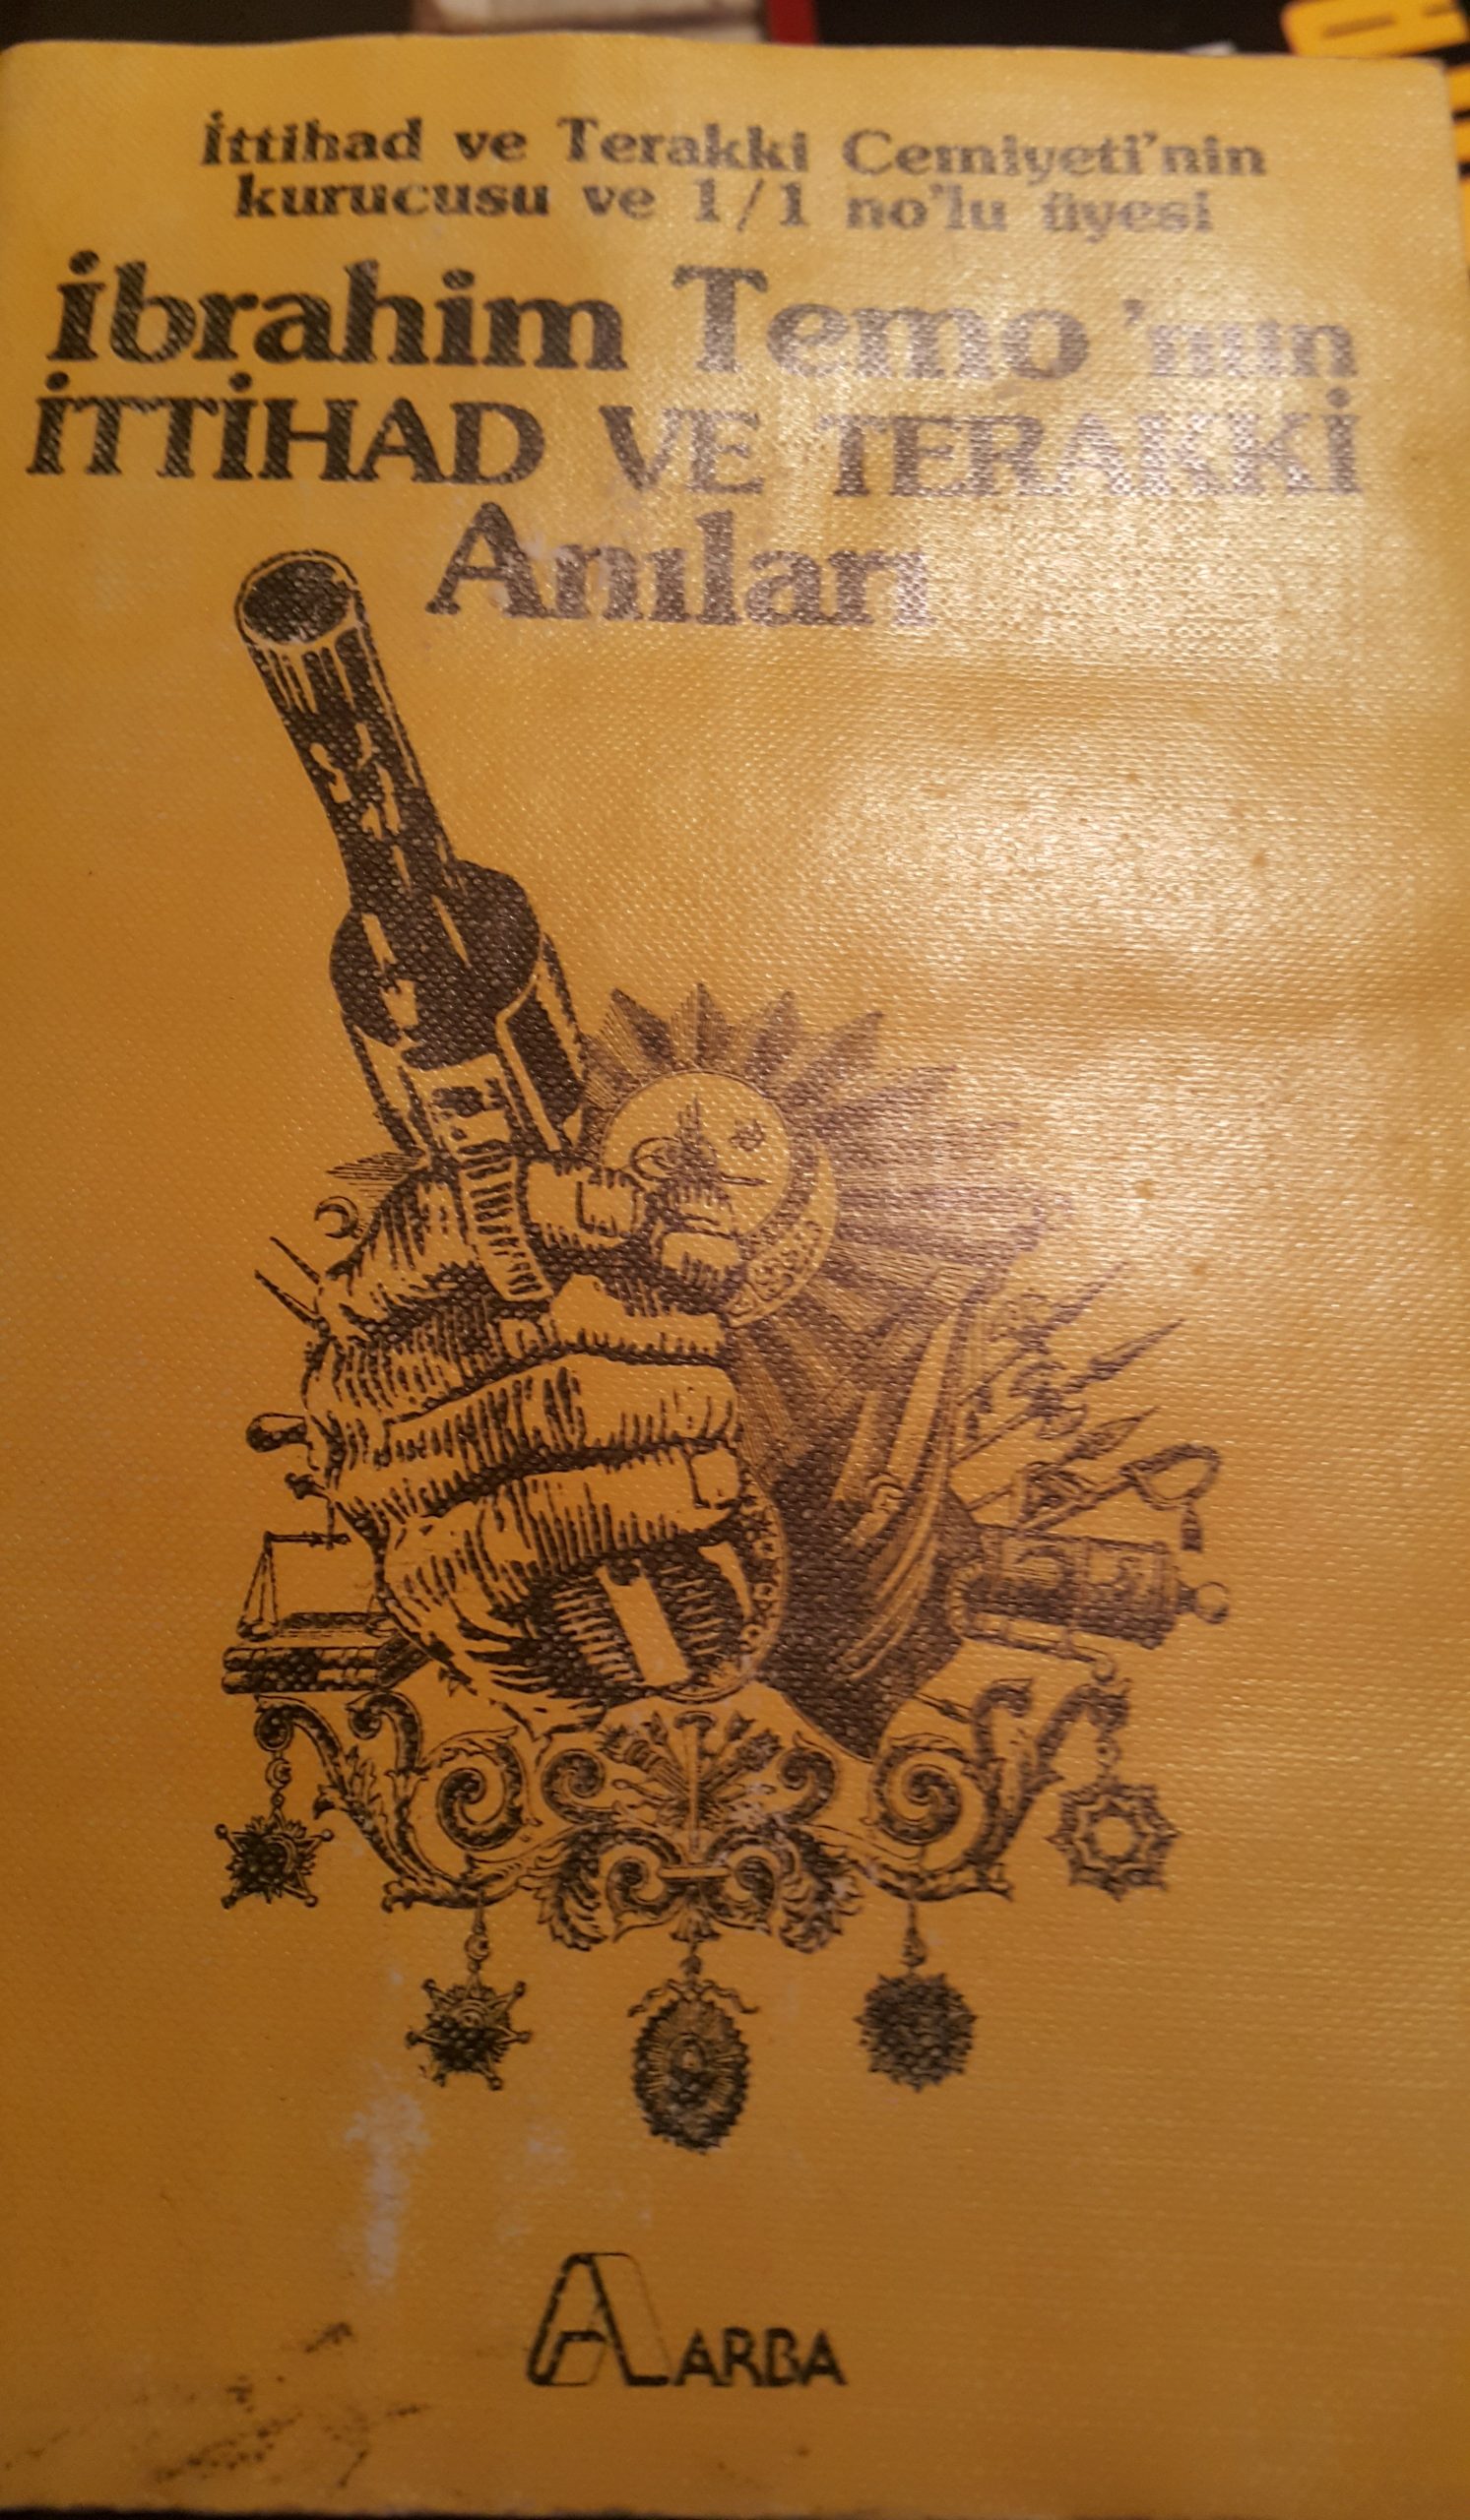 İttihad ve Terakki Cemiyeti'nin
kurucusu ve 1/1 no'lu üyesi
İbrahim Temo'nun
İTTİHAD VE TERAKKİ
Anıları
ARBA